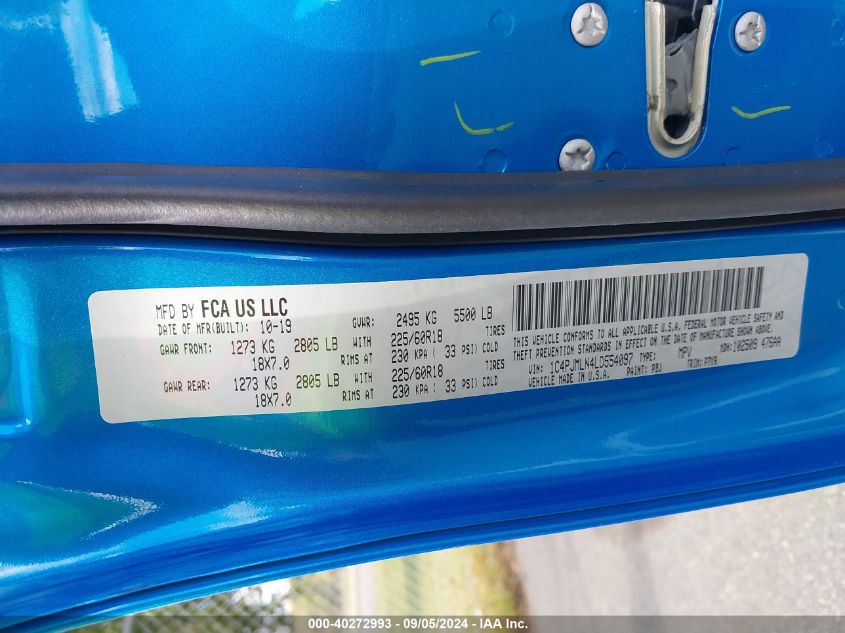 MFD BY FCA US LLC
DATE OF MFR(BUILT): 10-19 GVWR: 2495 KG 5500 LB
GAWR FRONT: 1273 KG 2805 LB WITH 225/60R18 TIRES
18X7.0 RIMS AT 230 KPA ( 33 PSI) COLD
GAWR REAR: 1273 KG 2805 LB WITH 225/60R18 TIRES
18X7.0 RIMS AT 230 KPA ( 33 PSI) COLD
THIS VEHICLE CONFORMS TO ALL APPLICABLE U.S.A. FEDERAL MOTOR VEHICLE SAFETY AND
THEFT PREVENTION STANDARDS IN EFFECT ON THE DATE OF MANUFACTURE SHOWN ABOVE.
VIN: 1C4PJMLN4LD554097 TYPE: MPV MDH: 102509 476AA
VEHICLE MADE IN U.S.A. PAINT: PBJ TRIM:
000-40272993 - 09/05/2024 - IAA Inc.